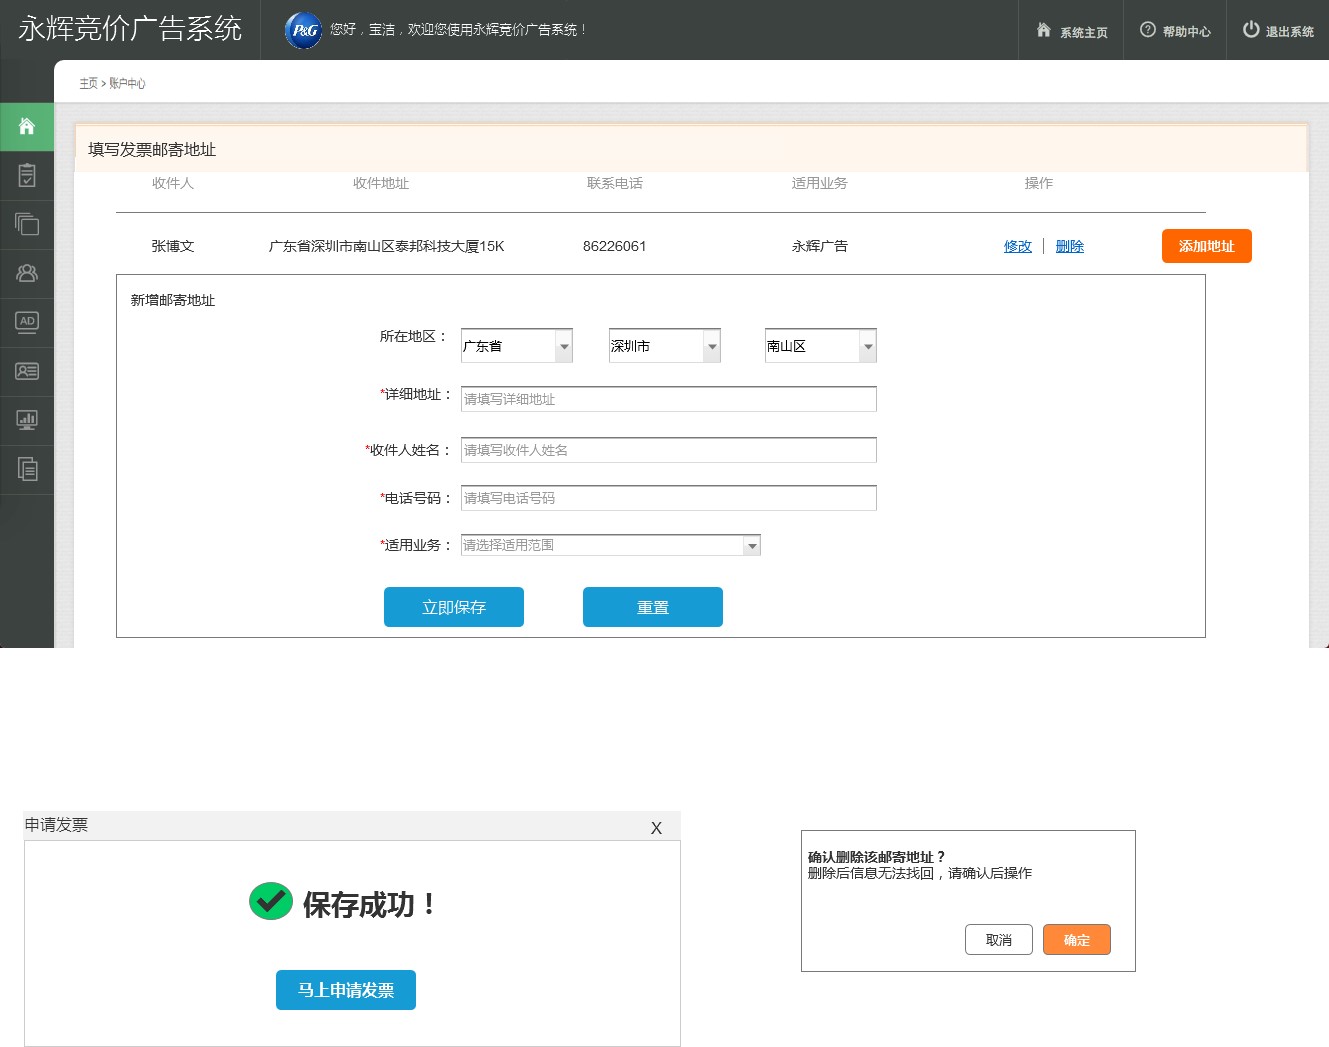 永辉竞价广告系统
P&G
您好，宝洁，欢迎您使用永辉竞价广告系统！
系统主页
帮助中心
退出系统
主页 > 账户中心
填写发票邮寄地址
收件人 收件地址 联系电话 适用业务 操作
张博文 广东省深圳市南山区泰邦科技大厦15K 86226061 永辉广告 修改 | 删除 添加地址
新增邮寄地址
所在地区： 广东省 深圳市 南山区
AD
*详细地址： 请填写详细地址
*收件人姓名： 请填写收件人姓名
*电话号码： 请填写电话号码
*适用业务： 请选择适用范围
立即保存 重置
申请发票 X
保存成功！
马上申请发票
确认删除该邮寄地址？
删除后信息无法找回，请确认后操作
取消 确定